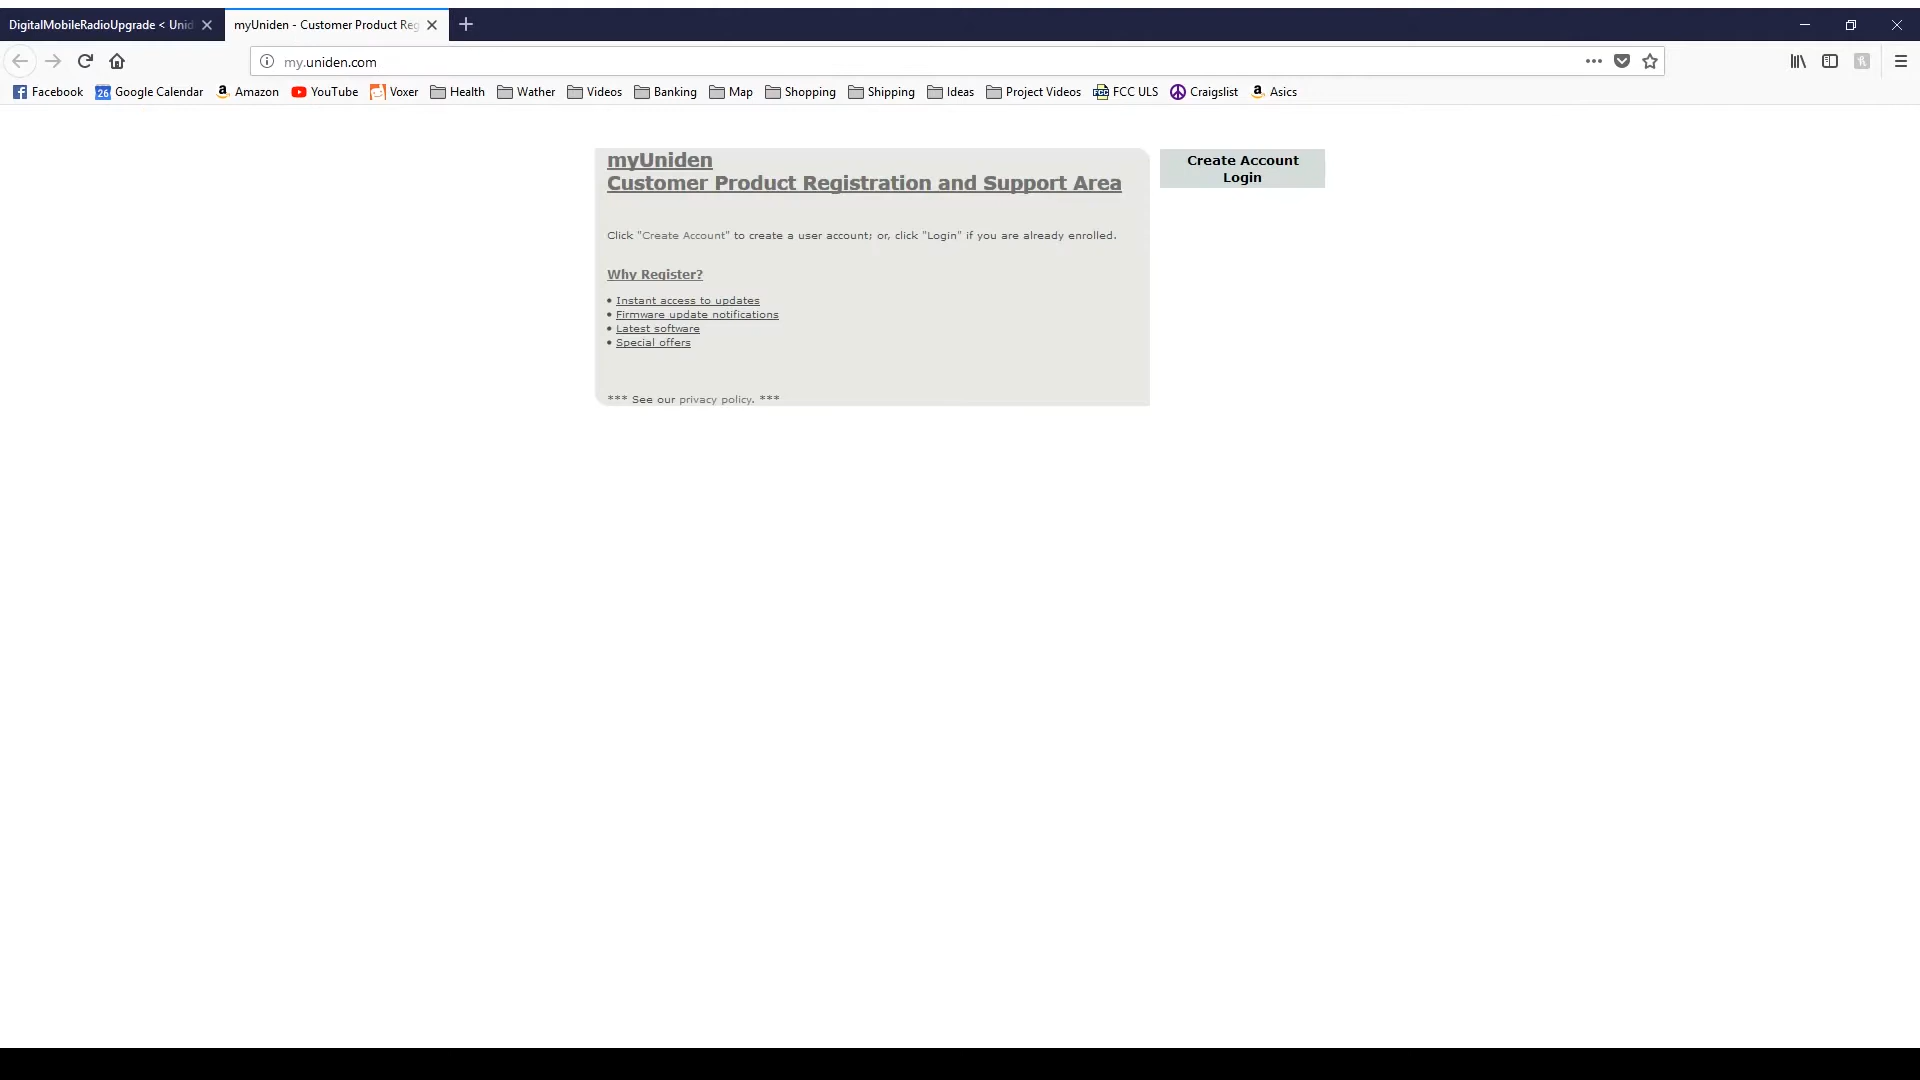 DigitalMobileRadioUpgrade < Unid
myUniden - Customer Product Reg
my.uniden.com
Facebook
26 Google Calendar
Amazon
YouTube
Voxer
Health
Wather
Videos
Banking
Map
Shopping
Shipping
Ideas
Project Videos
FCC FCC ULS
Craigslist
Asics
myUniden
Customer Product Registration and Support Area
Create Account
Login
Click "Create Account" to create a user account; or, click "Login" if you are already enrolled.
Why Register?
• Instant access to updates
• Firmware update notifications
• Latest software
• Special offers
*** See our privacy policy. ***